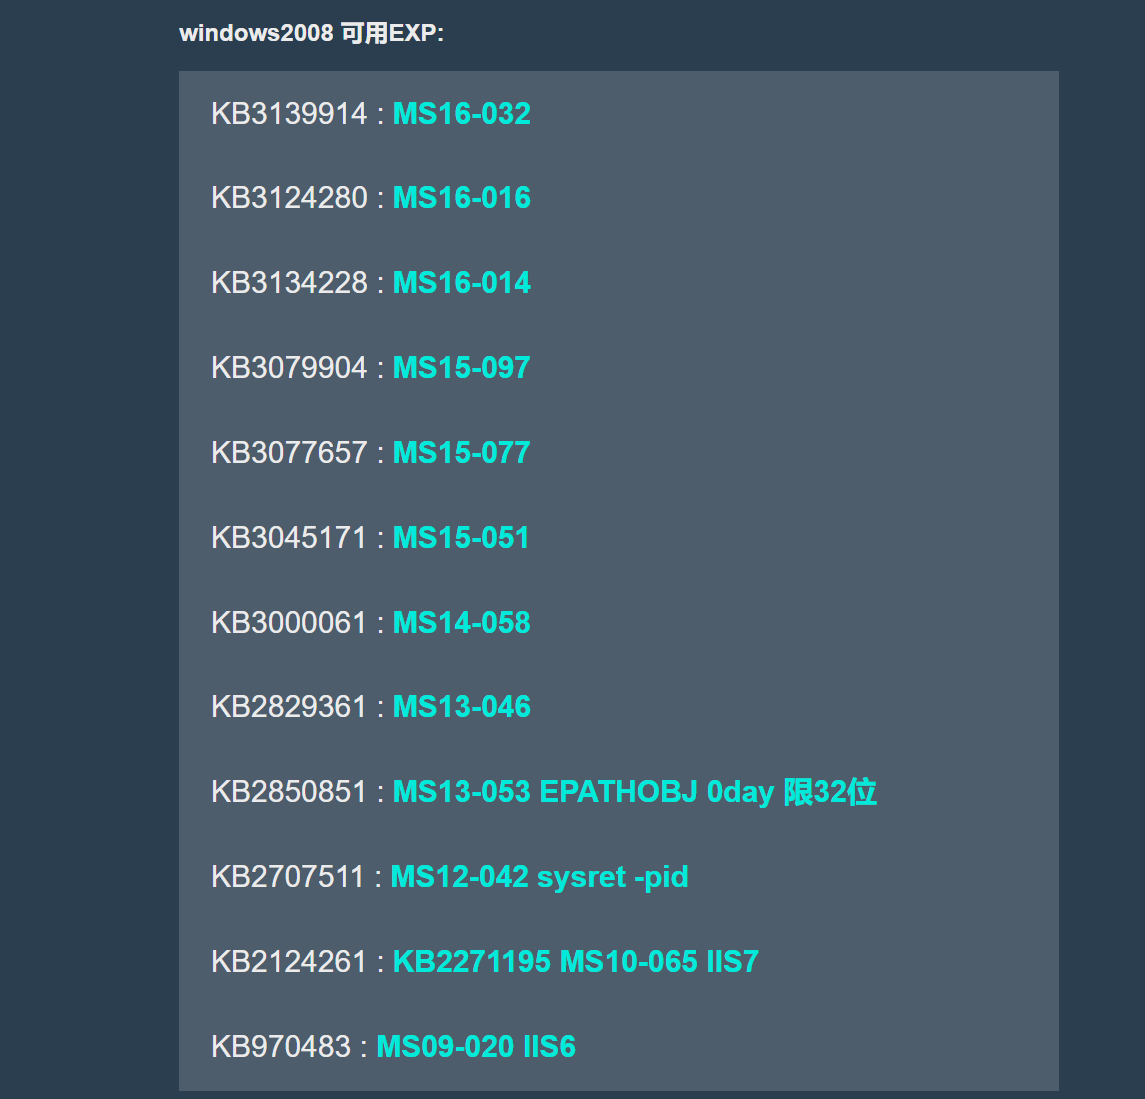 windows2008 可用EXP:
KB3139914 : MS16-032
KB3124280 : MS16-016
KB3134228 : MS16-014
KB3079904 : MS15-097
KB3077657 : MS15-077
KB3045171 : MS15-051
KB3000061 : MS14-058
KB2829361 : MS13-046
KB2850851 : MS13-053 EPATHOBJ 0day 限32位
KB2707511 : MS12-042 sysret -pid
KB2124261 : KB2271195 MS10-065 IIS7
KB970483 : MS09-020 IIS6